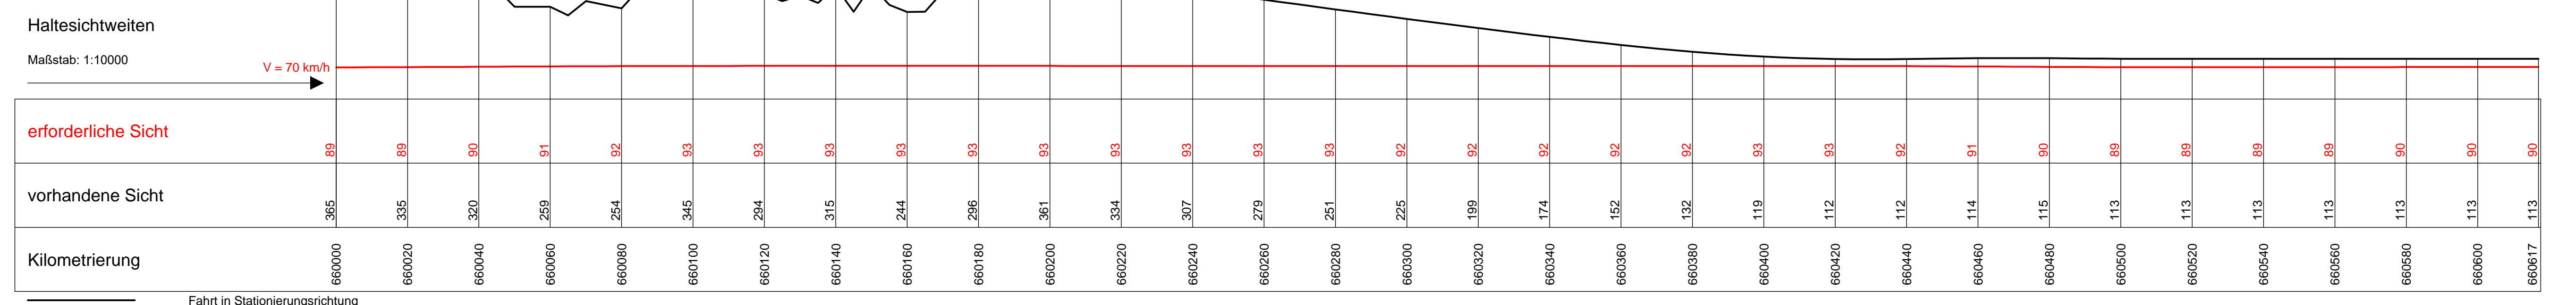 Haltesichtweiten
Maßstab: 1:10000
V = 70 km/h
erforderliche Sicht 89 89 90 91 92 93 93 93 93 93 93 93 93 93 93 92 92 92 92 92 93 93 92 91 90 89 89 89 89 90 90 90
vorhandene Sicht 365 335 320 259 254 345 294 315 244 296 361 334 307 279 251 225 199 174 152 132 119 112 112 114 115 113 113 113 113 113 113 113
Kilometrierung 660000 660020 660040 660060 660080 660100 660120 660140 660160 660180 660200 660220 660240 660260 660280 660300 660320 660340 660360 660380 660400 660420 660440 660460 660480 660500 660520 660540 660560 660580 660600 660617
Fahrt in Stationierungsrichtung